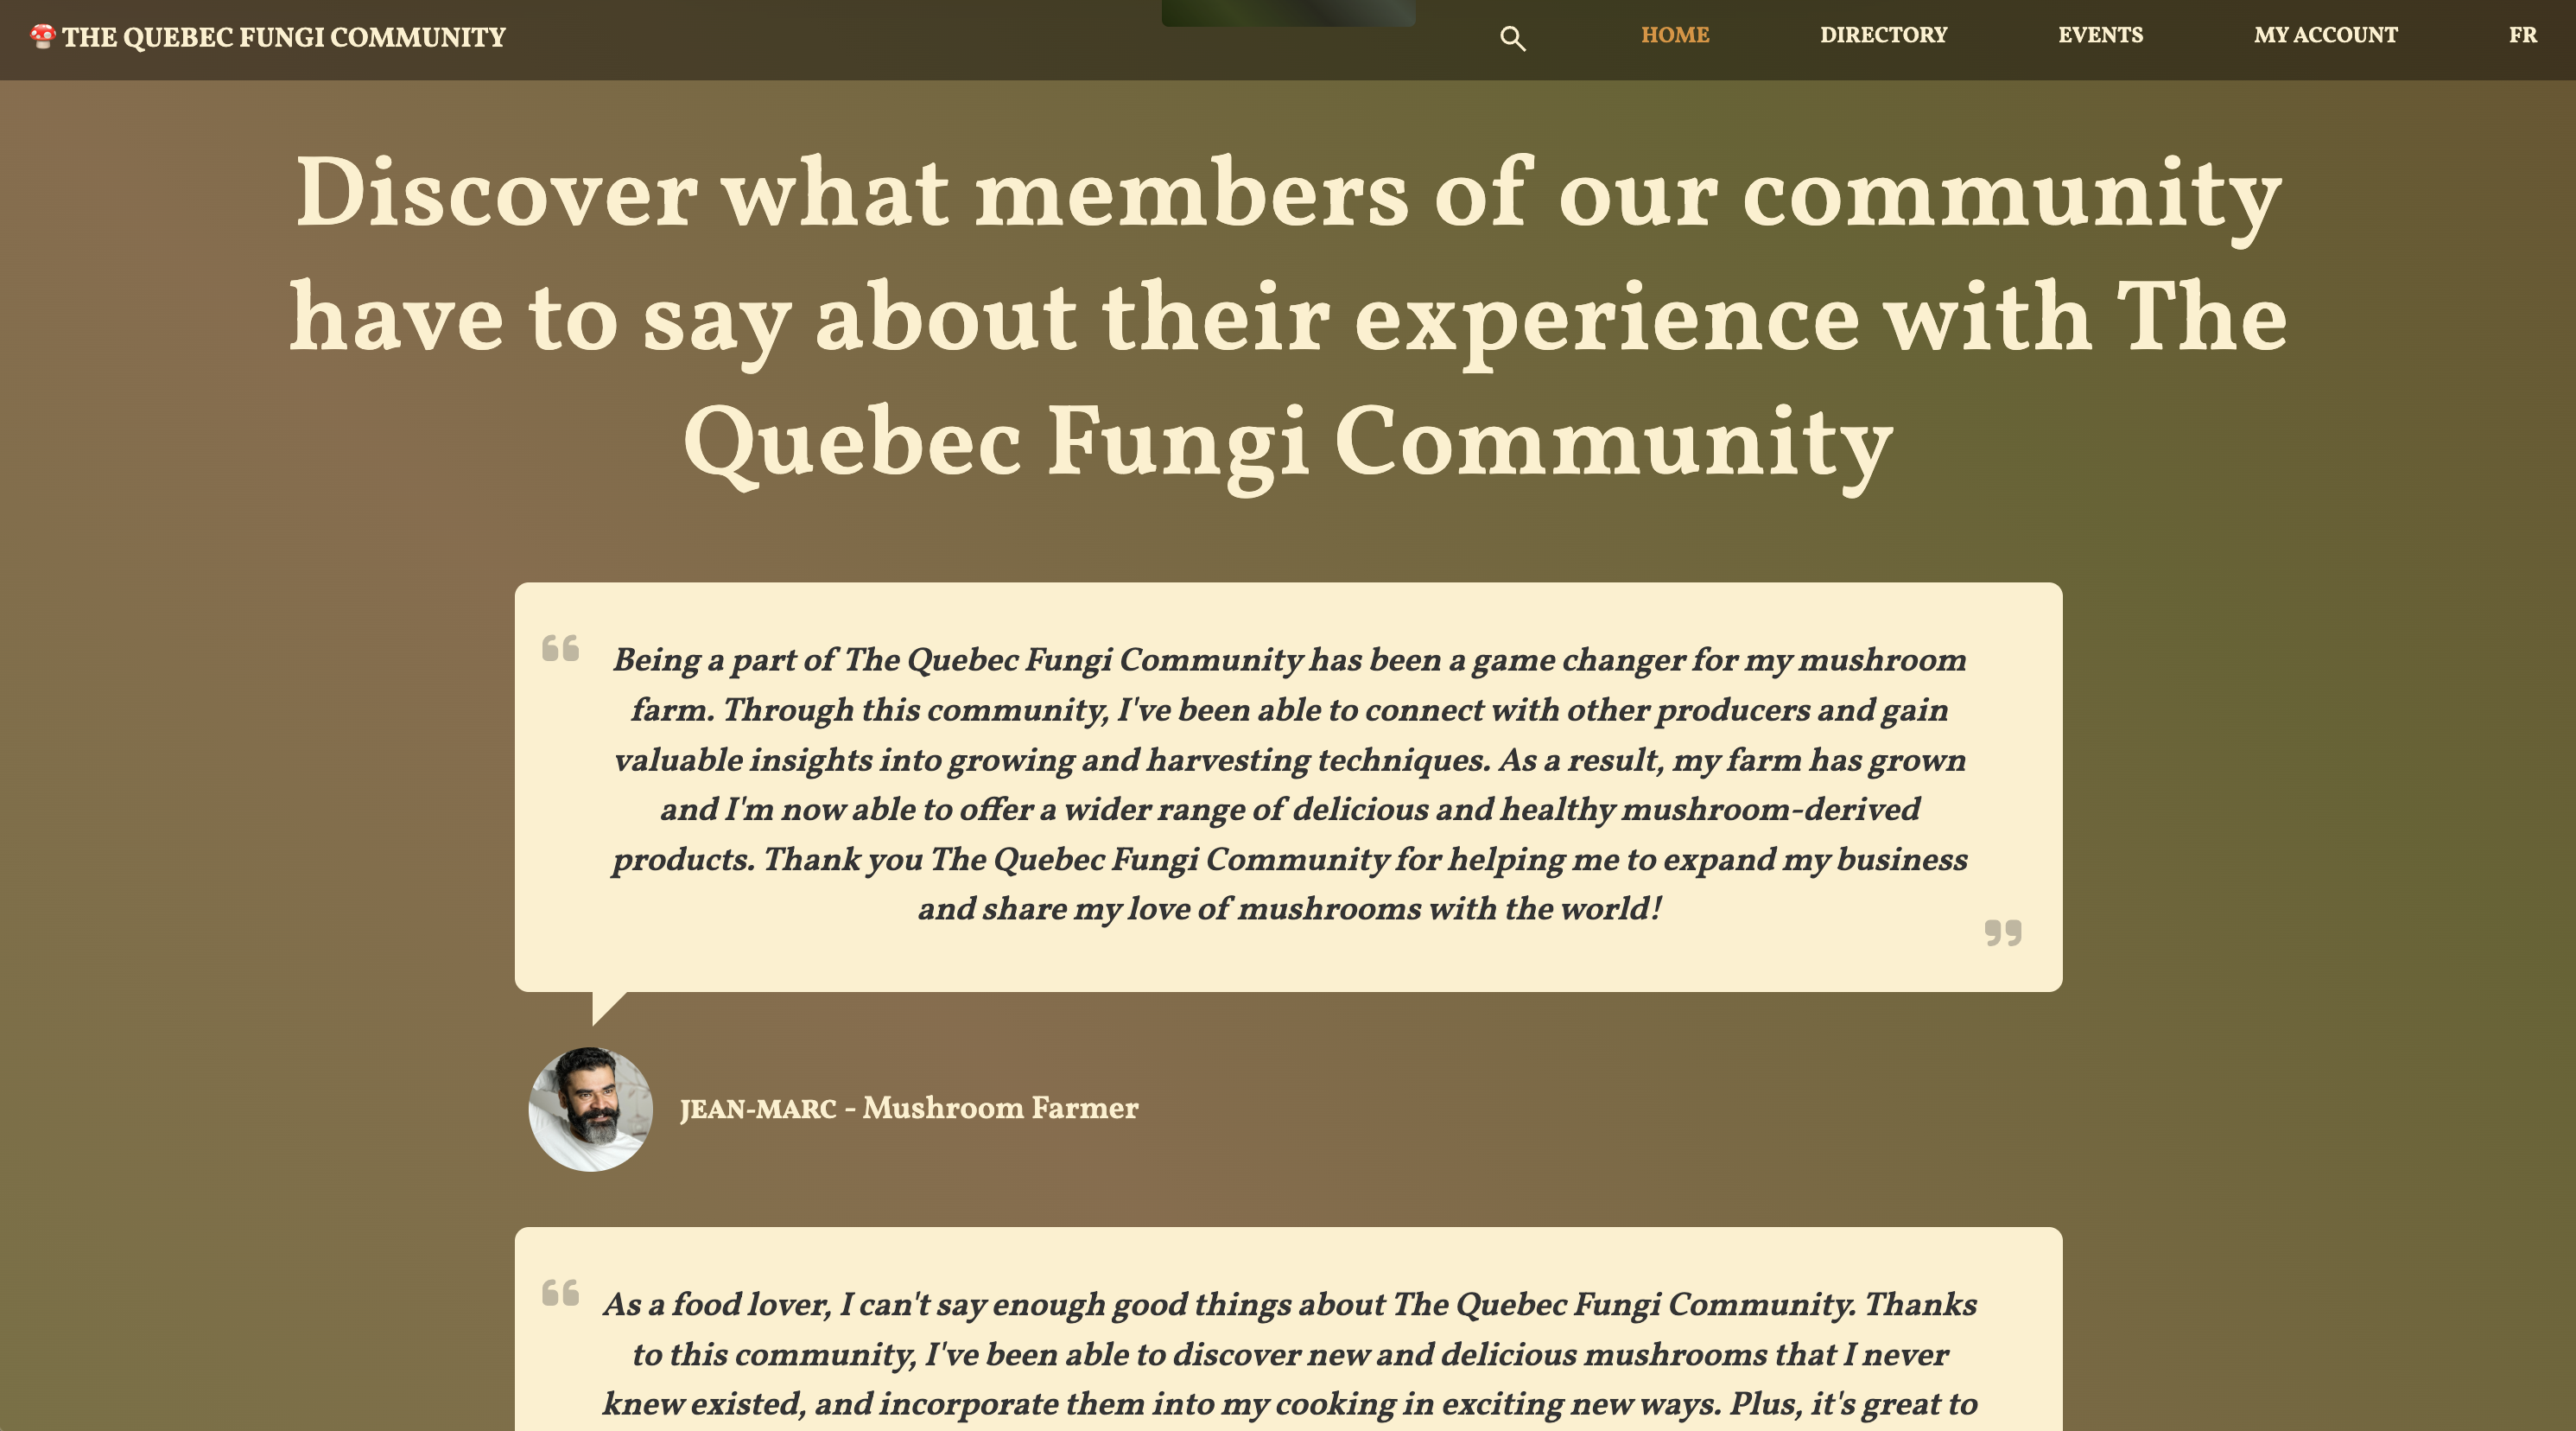 THE QUEBEC FUNGI COMMUNITY
HOME
DIRECTORY
EVENTS
MY ACCOUNT
FR
Discover what members of our community
have to say about their experience with The
Quebec Fungi Community
Being a part of The Quebec Fungi Community has been a game changer for my mushroom
farm. Through this community, I've been able to connect with other producers and gain
valuable insights into growing and harvesting techniques. As a result, my farm has grown
and I'm now able to offer a wider range of delicious and healthy mushroom-derived
products. Thank you The Quebec Fungi Community for helping me to expand my business
and share my love of mushrooms with the world!
JEAN-MARC - Mushroom Farmer
As a food lover, I can't say enough good things about The Quebec Fungi Community. Thanks
to this community, I've been able to discover new and delicious mushrooms that I never
knew existed, and incorporate them into my cooking in exciting new ways. Plus, it's great to